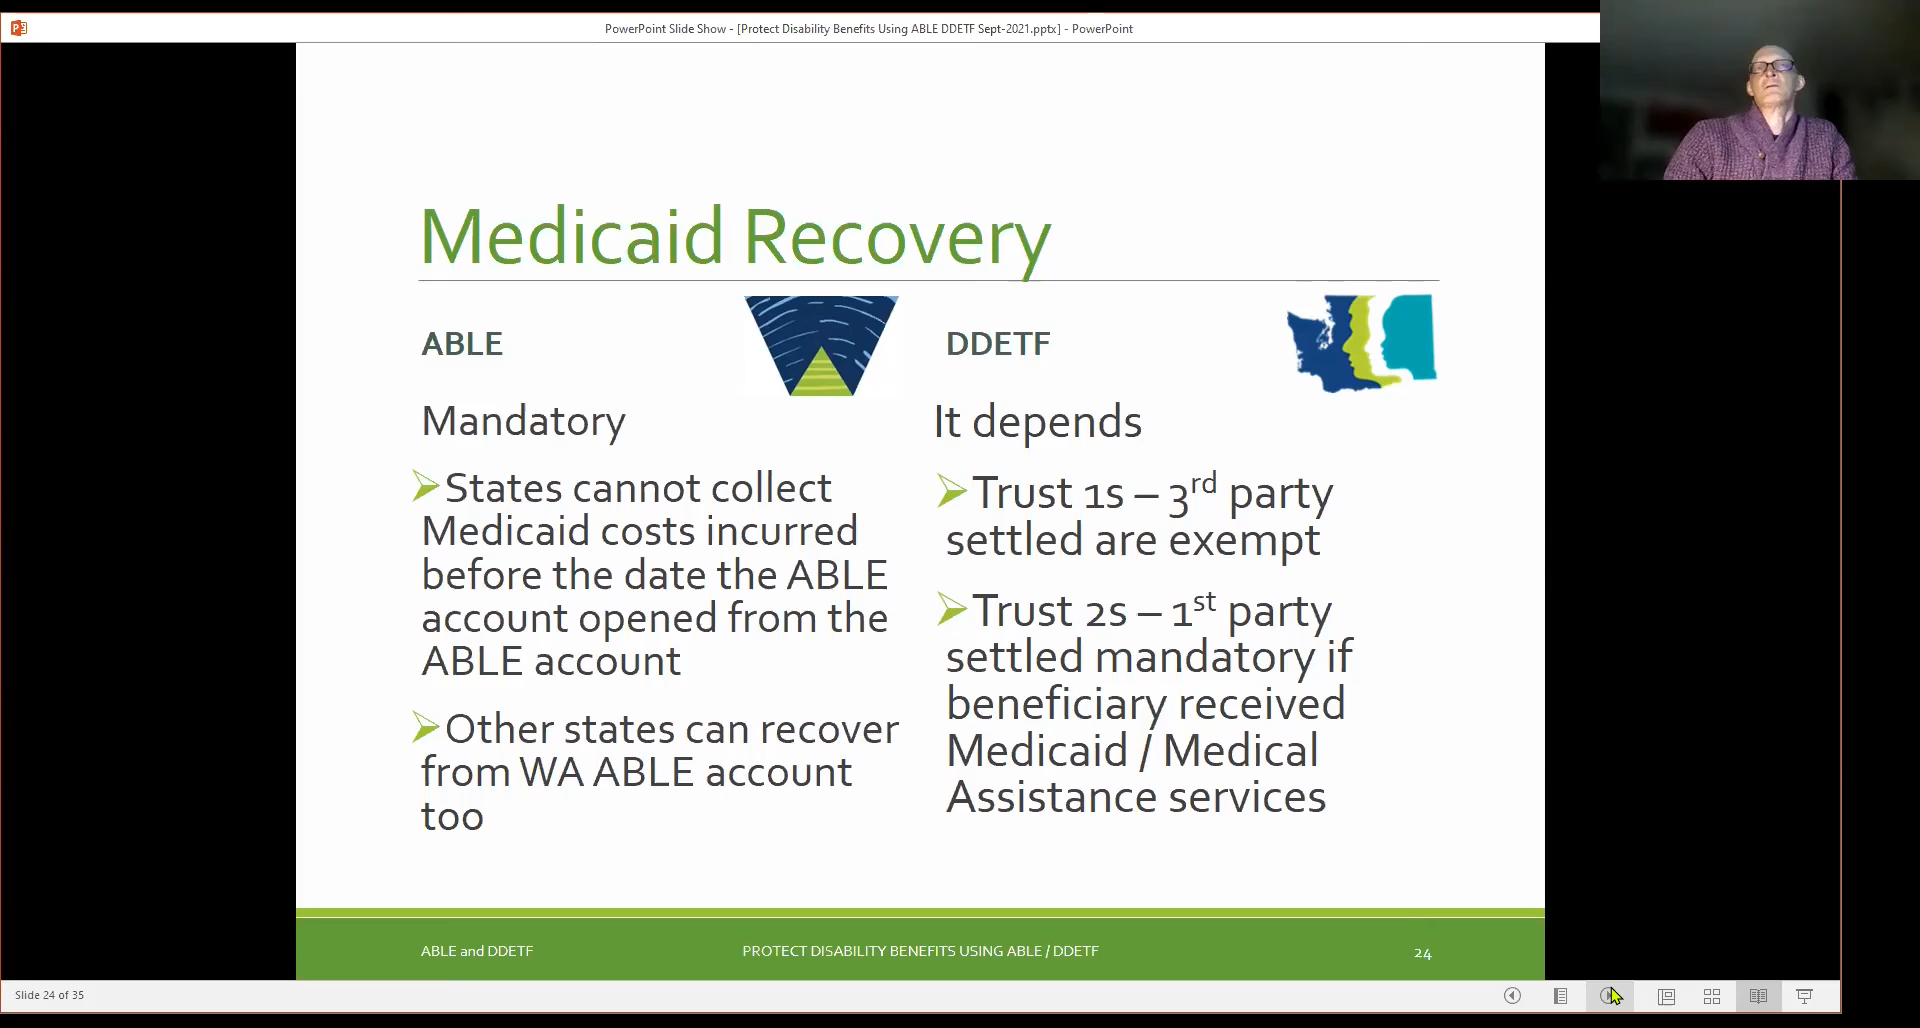 PowerPoint Slide Show - [Protect Disability Benefits Using ABLE DDETF Sept-2021.pptx] - PowerPoint
Medicaid Recovery
ABLE
Mandatory
States cannot collect
Medicaid costs incurred
before the date the ABLE
account opened from the
ABLE account
Other states can recover
from WA ABLE account
too
DDETF
It depends
Trust 1s – 3rd party
settled are exempt
Trust 2s – 1st party
settled mandatory if
beneficiary received
Medicaid / Medical
Assistance services
ABLE and DDETF
PROTECT DISABILITY BENEFITS USING ABLE / DDETF
24
Slide 24 of 35